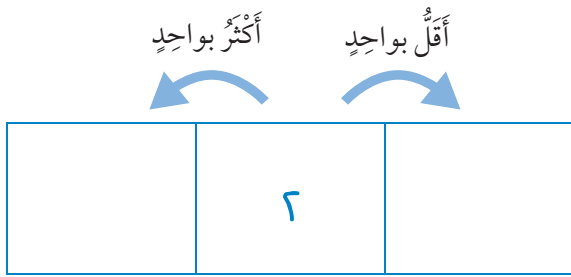 أَقَلُّ بواحِدٍ
أَكْثَرُ بواحِدٍ
٢